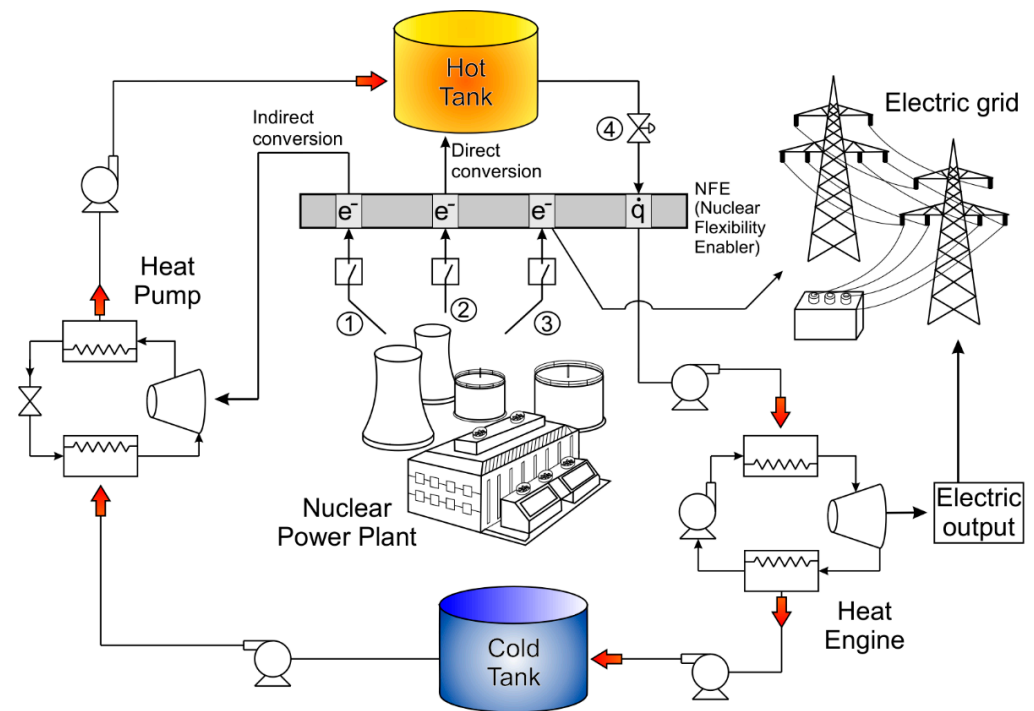 Hot
Tank
Indirect
conversion
Direct
conversion
④
Electric grid
e⁻
e⁻
e⁻
q̇
NFE
(Nuclear
Flexibility
Enabler)
Heat
Pump
①
②
③
Nuclear
Power Plant
Electric
output
Heat
Engine
Cold
Tank